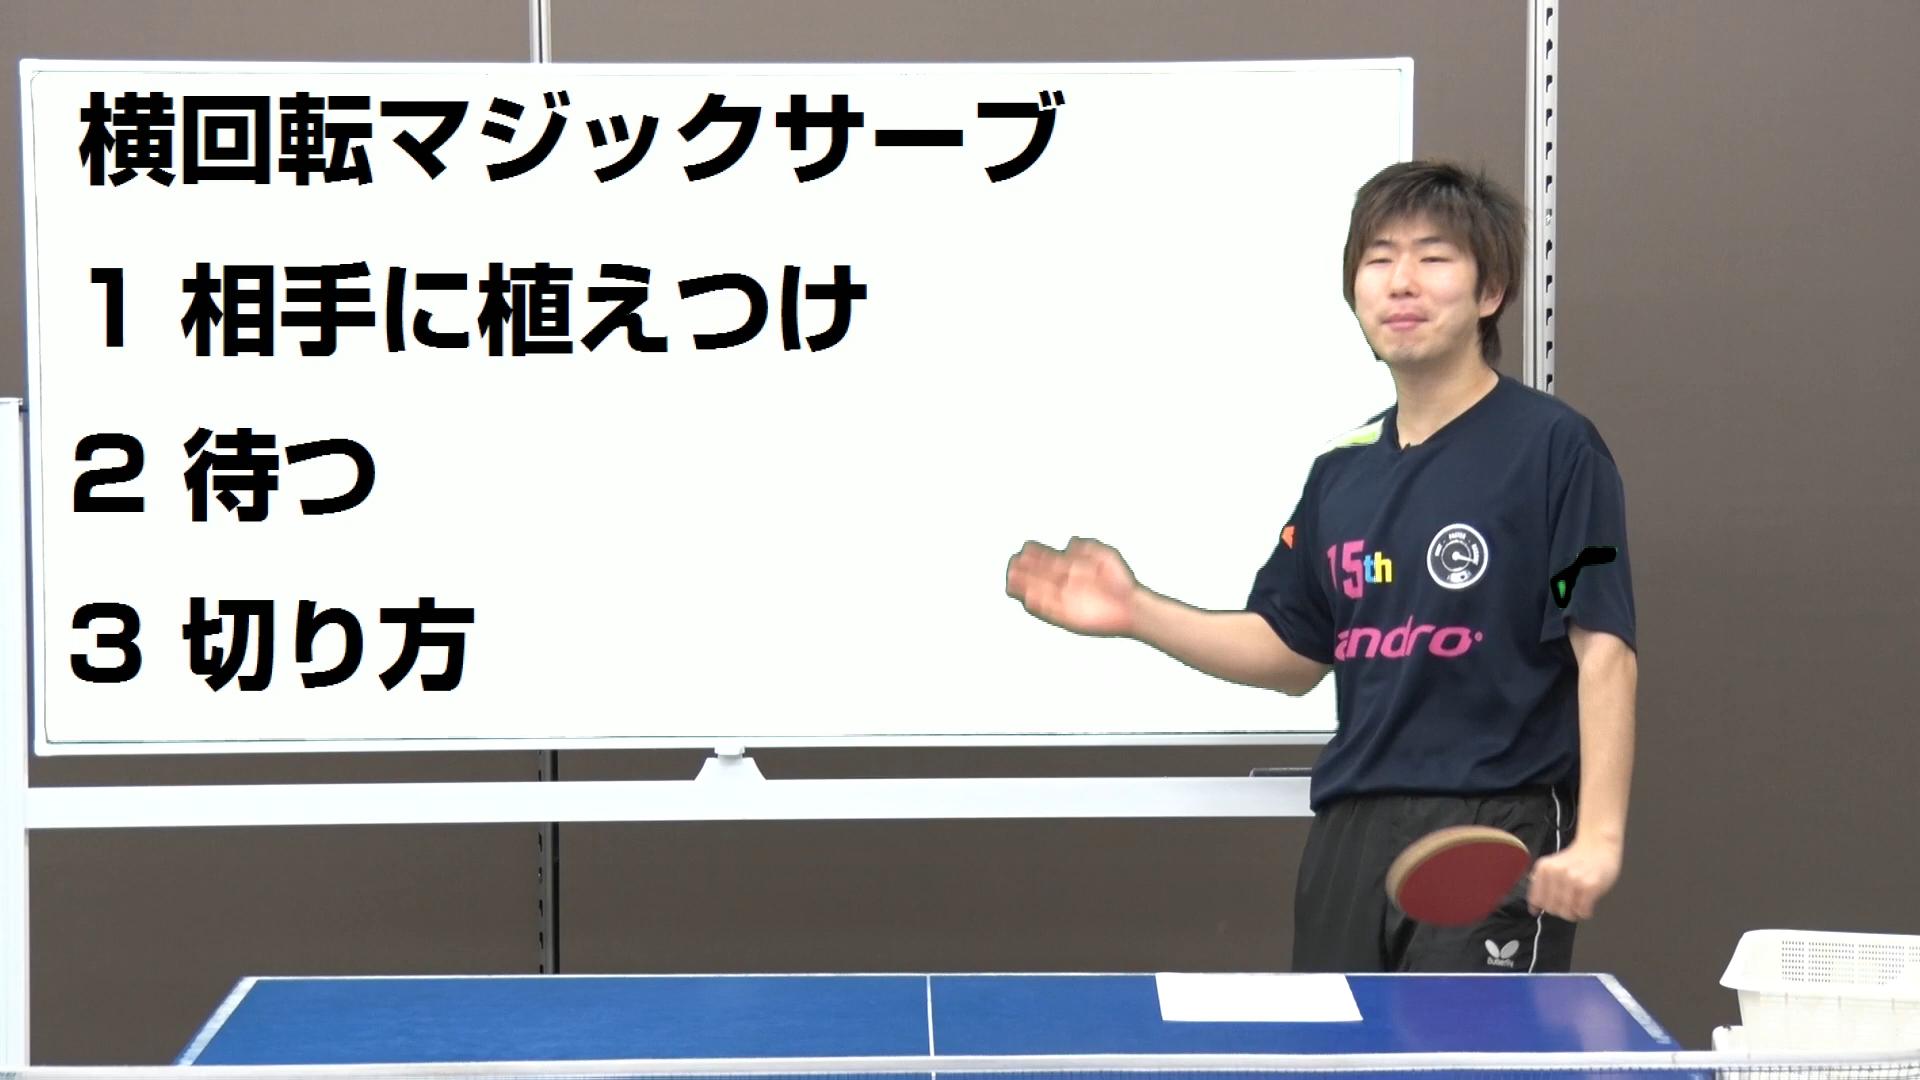 横回転マジックサーブ
1 相手に植えつけ
2 待つ
3 切り方
15th
andro
Butterfly